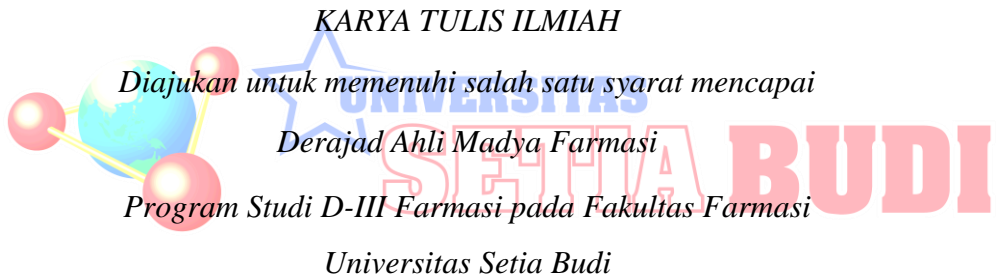 KARYA TULIS ILMIAH
Diajukan untuk memenuhi salah satu syarat mencapai
UNIVERSITAS
Derajad Ahli Madya Farmasi
SETIA BUDI
Program Studi D-III Farmasi pada Fakultas Farmasi
Universitas Setia Budi